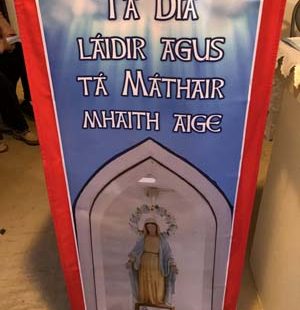 TÁ DIA
LÁIDIR AGUS
TÁ MÁTHAIR
MHAITH AIGE